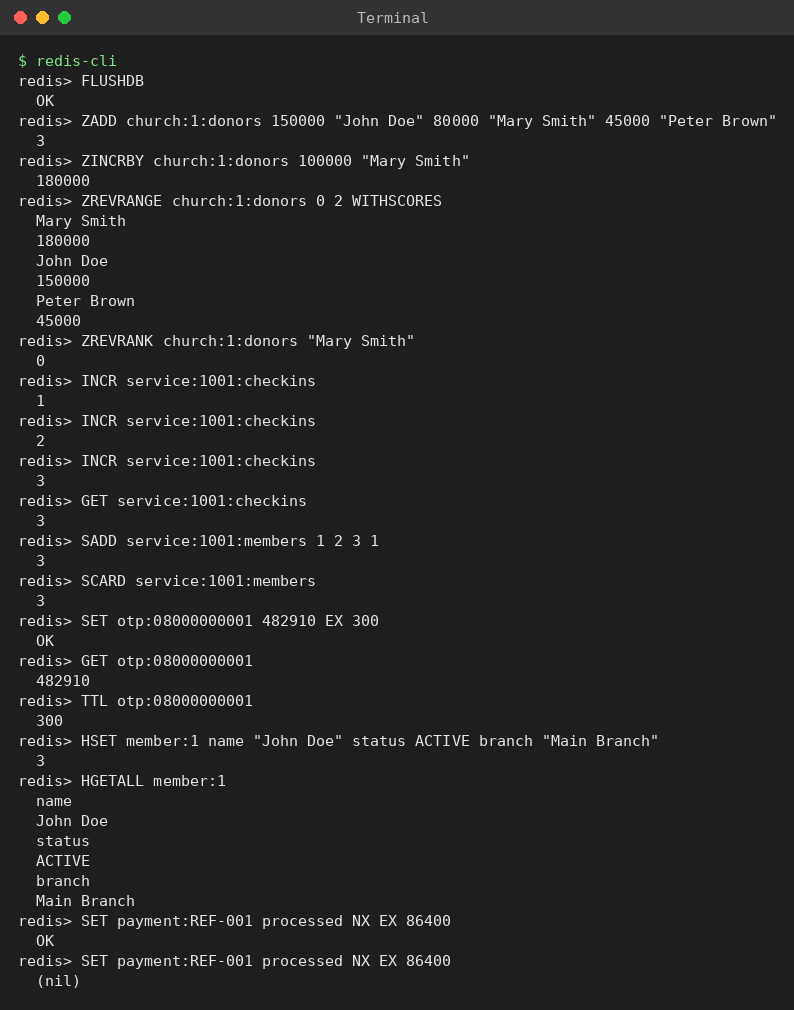 Terminal
$ redis-cli
redis> FLUSHDB
  OK
redis> ZADD church:1:donors 150000 "John Doe" 80000 "Mary Smith" 45000 "Peter Brown"
  3
redis> ZINCRBY church:1:donors 100000 "Mary Smith"
  180000
redis> ZREVRANGE church:1:donors 0 2 WITHSCORES
  Mary Smith
  180000
  John Doe
  150000
  Peter Brown
  45000
redis> ZREVRANK church:1:donors "Mary Smith"
  0
redis> INCR service:1001:checkins
  1
redis> INCR service:1001:checkins
  2
redis> INCR service:1001:checkins
  3
redis> GET service:1001:checkins
  3
redis> SADD service:1001:members 1 2 3 1
  3
redis> SCARD service:1001:members
  3
redis> SET otp:08000000001 482910 EX 300
  OK
redis> GET otp:08000000001
  482910
redis> TTL otp:08000000001
  300
redis> HSET member:1 name "John Doe" status ACTIVE branch "Main Branch"
  3
redis> HGETALL member:1
  name
  John Doe
  status
  ACTIVE
  branch
  Main Branch
redis> SET payment:REF-001 processed NX EX 86400
  OK
redis> SET payment:REF-001 processed NX EX 86400
  (nil)